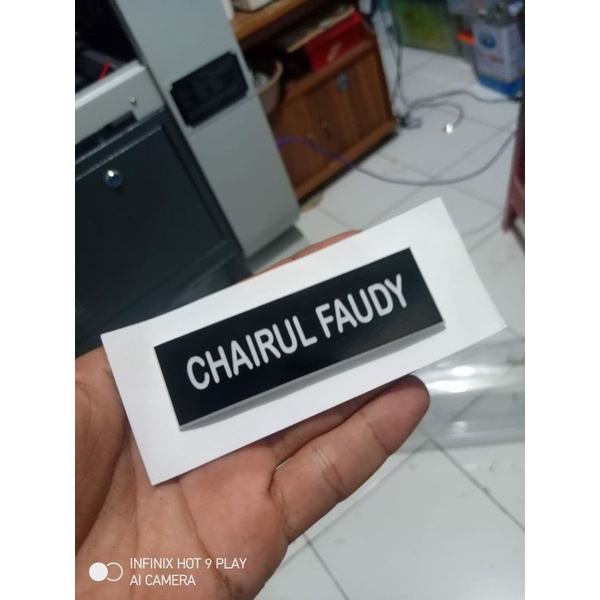 CHAIRUL FAUDY
INFINIX HOT 9 PLAY
AI CAMERA